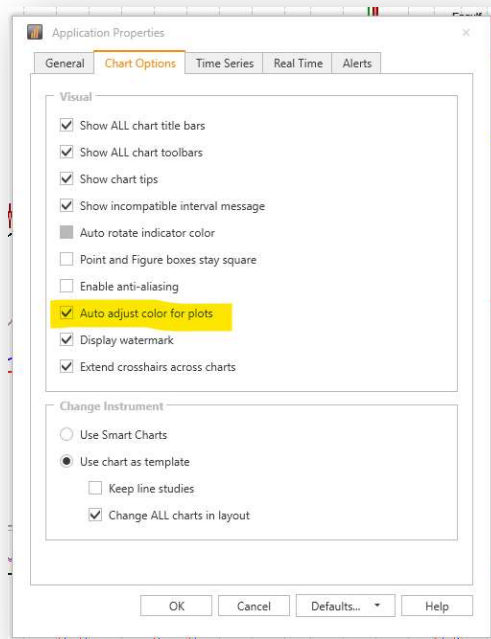 Application Properties
General Chart Options Time Series Real Time Alerts
Visual
Show ALL chart title bars
Show ALL chart toolbars
Show chart tips
Show incompatible interval message
Auto rotate indicator color
Point and Figure boxes stay square
Enable anti-aliasing
Auto adjust color for plots
Display watermark
Extend crosshairs across charts
Change Instrument
Use Smart Charts
Use chart as template
Keep line studies
Change ALL charts in layout
OK Cancel Defaults... Help